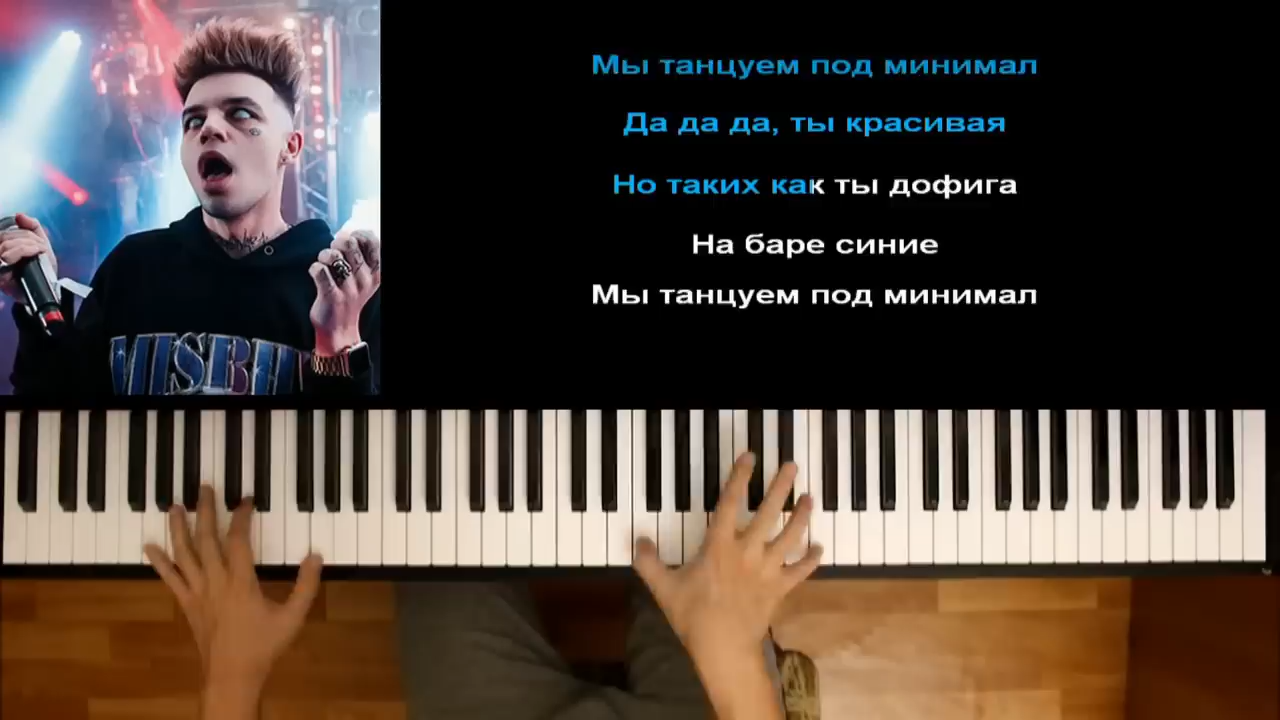 Мы танцуем под минимал
Да да да, ты красивая
Но таких как ты дофига
На баре синие
Мы танцуем под минимал